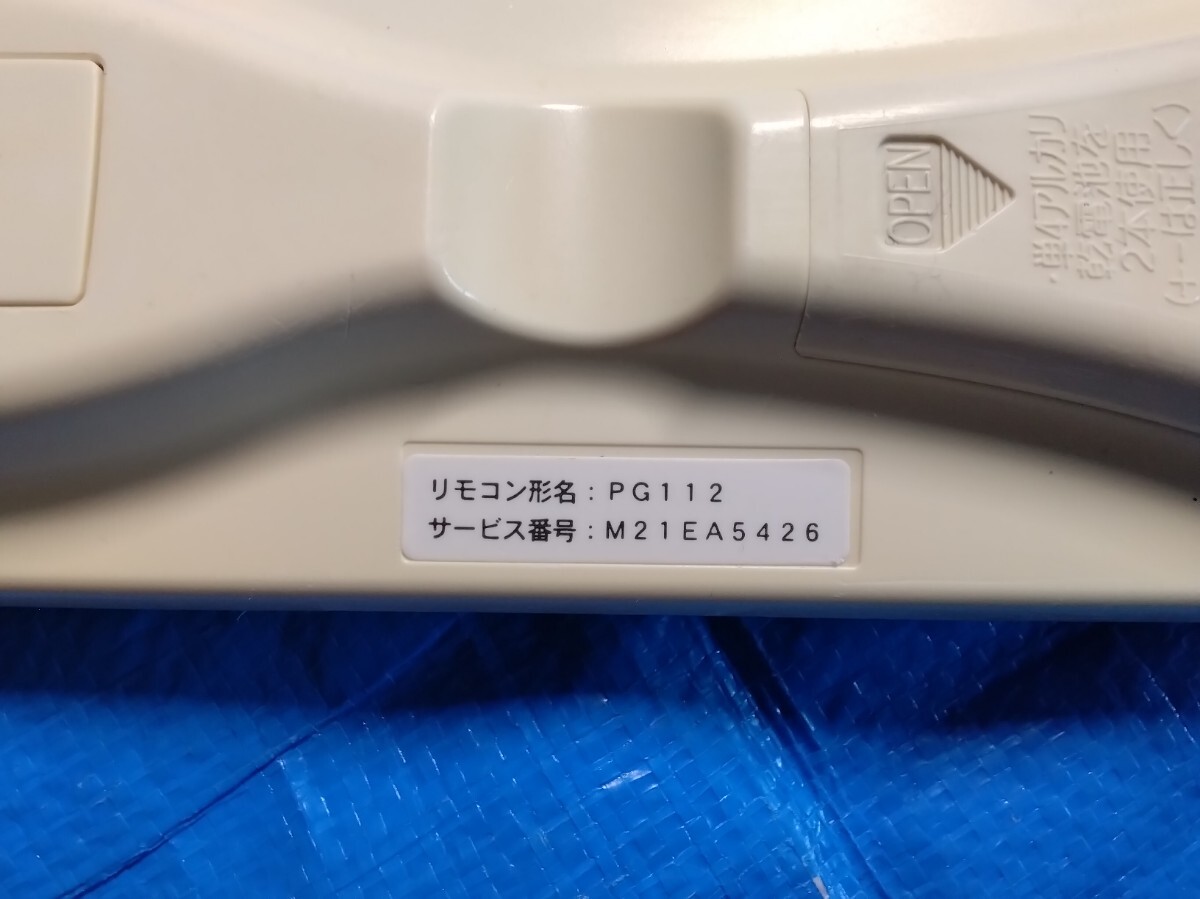 OPEN
・単4アルカリ
乾電池を
2本使用
(+－は正しく)
リモコン形名：PG112
サービス番号：M21EA5426